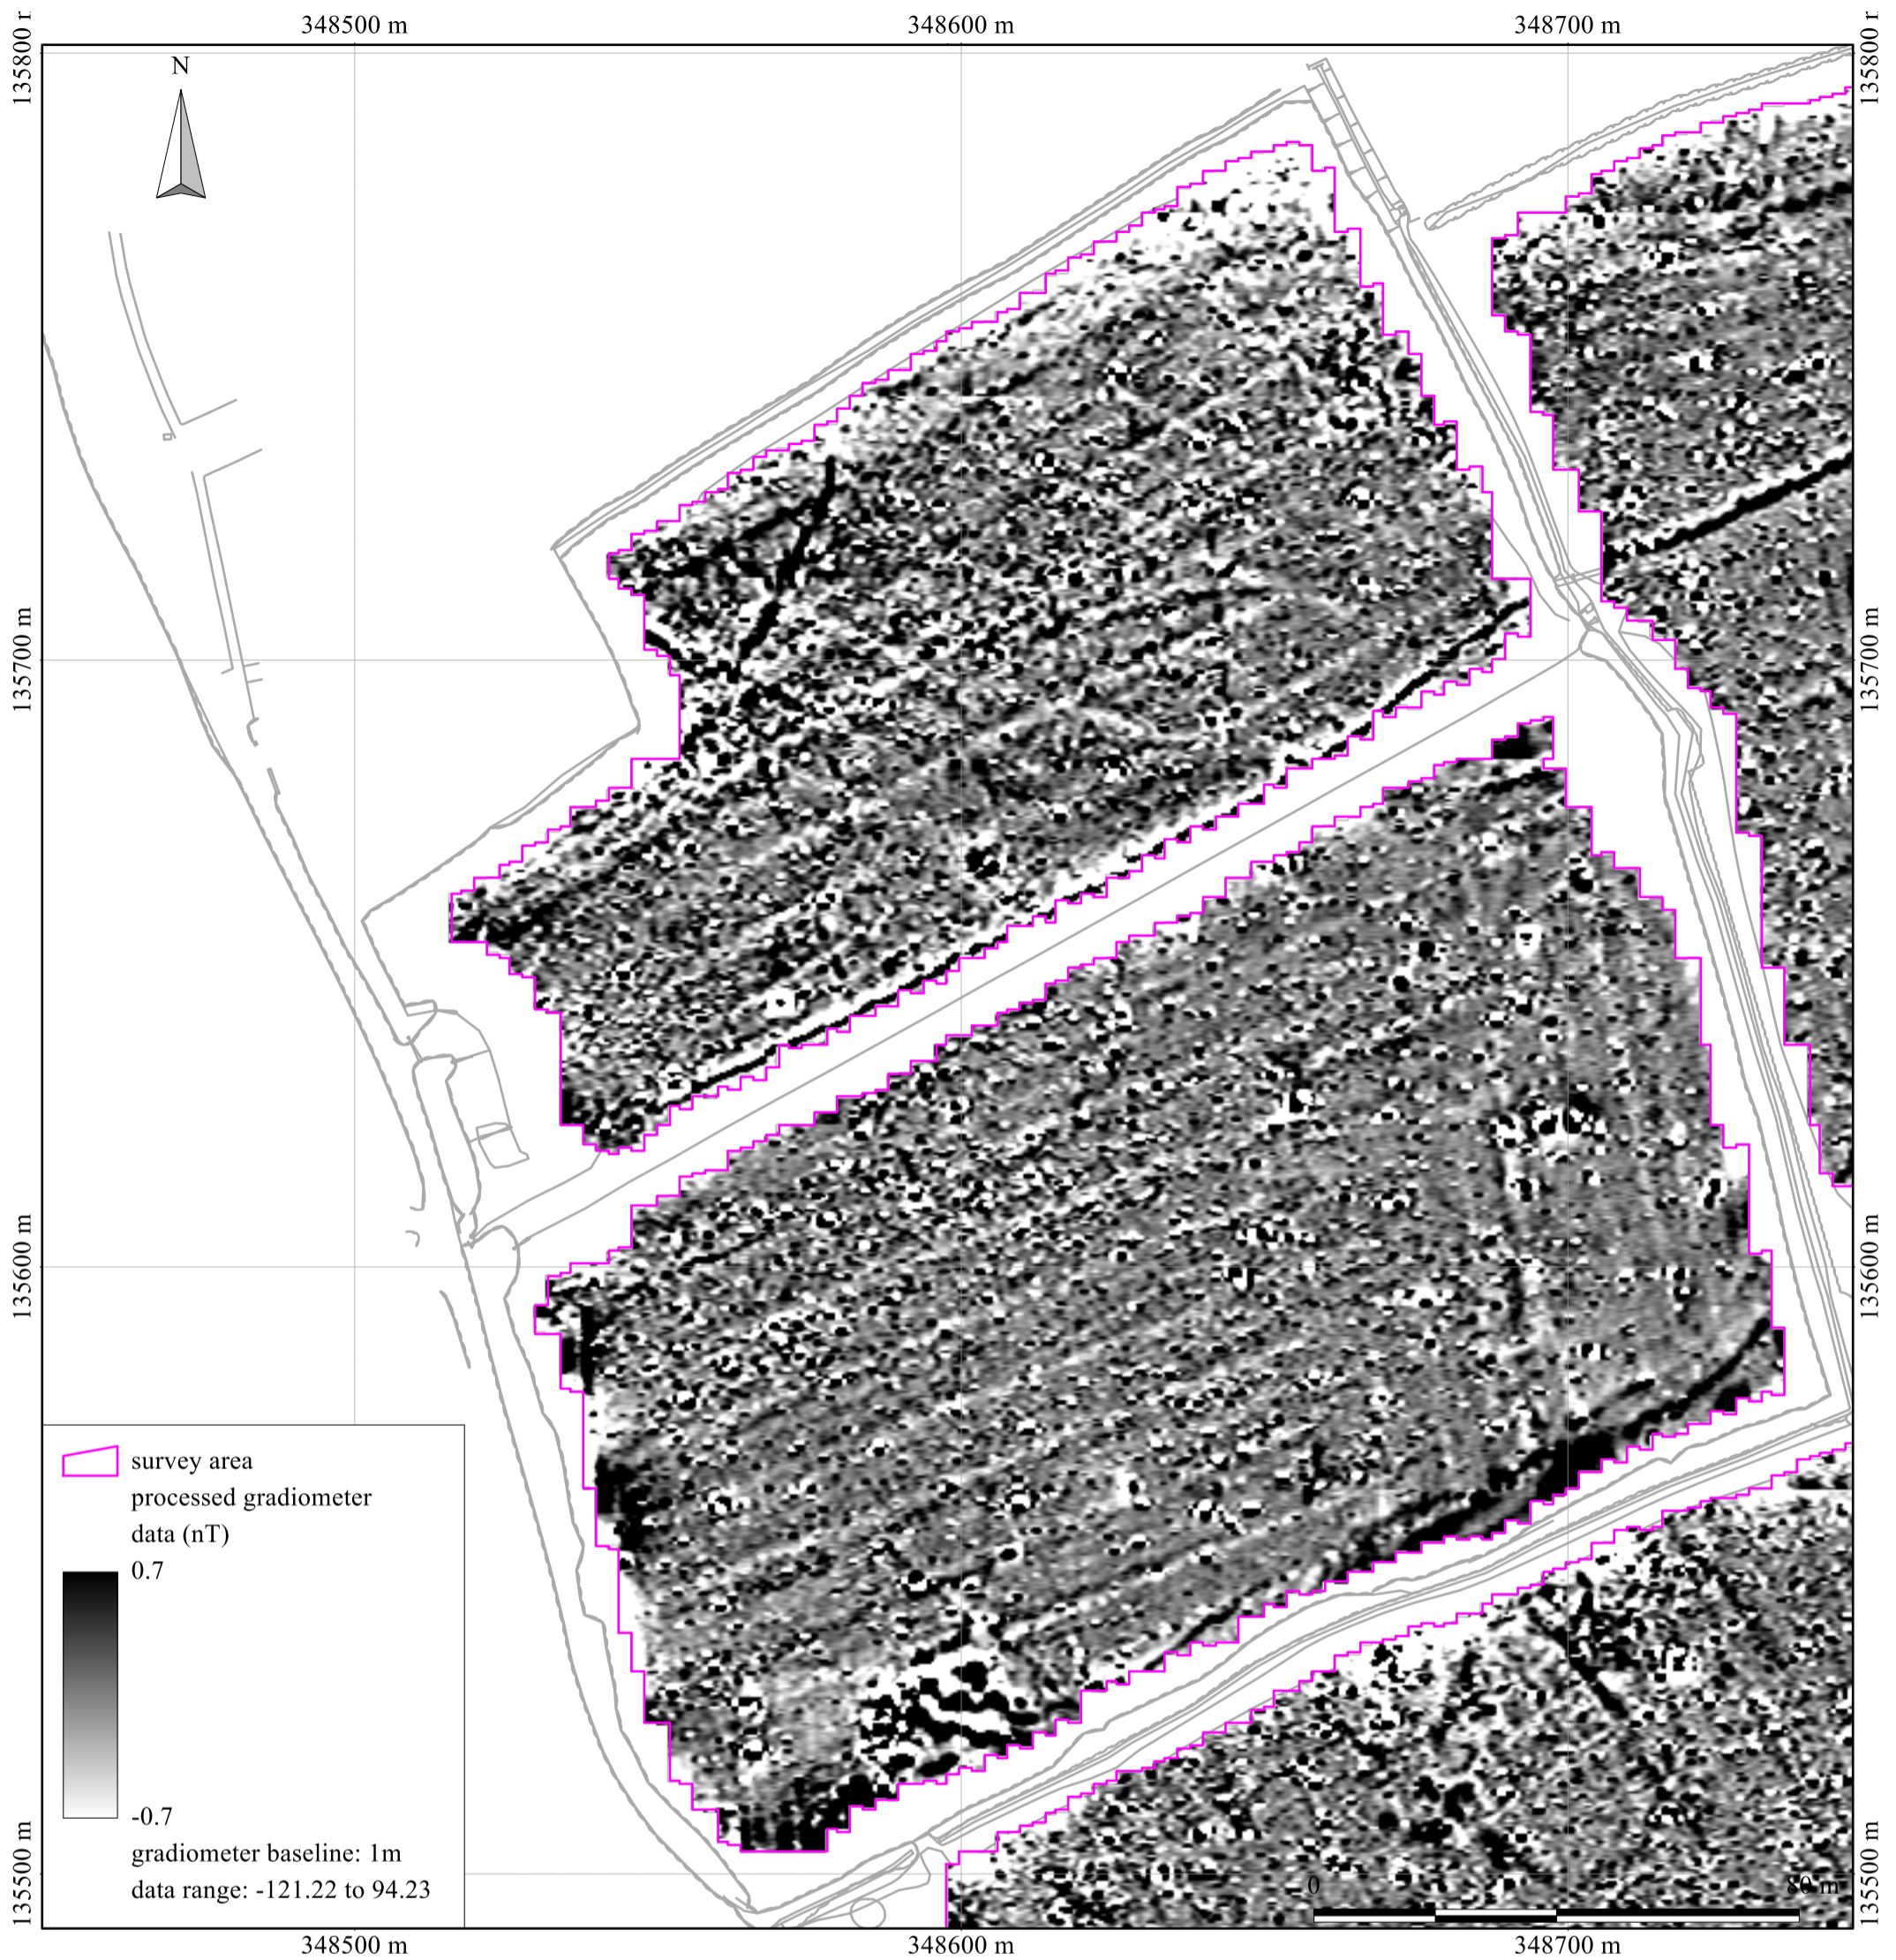 348500 m 348600 m 348700 m
135800
135800
N
135700 m
135700 m
135600 m
135600 m
survey area
processed gradiometer
data (nT)
0.7
-0.7
gradiometer baseline: 1m
data range: -121.22 to 94.23
135500 m
135500 m
0 80 m
348500 m 348600 m 348700 m